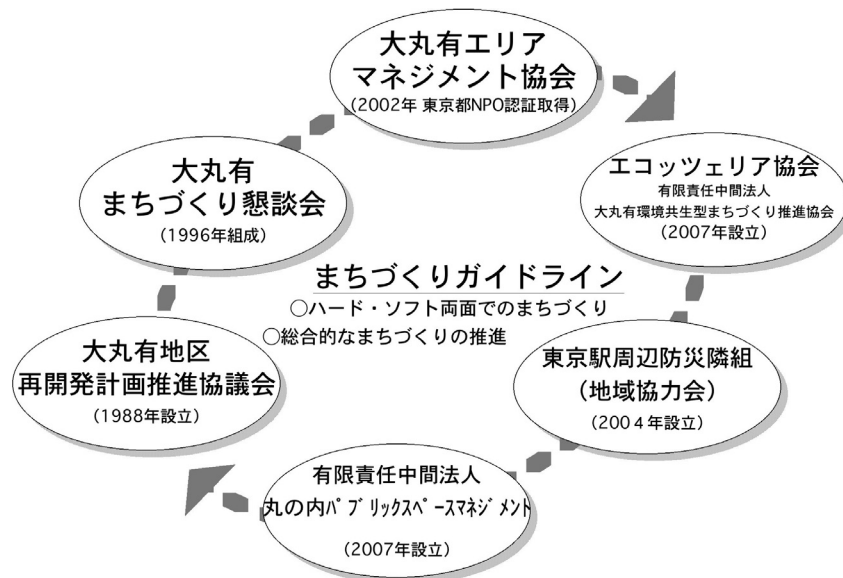 大丸有エリア
マネジメント協会
(2002年 東京都NPO認証取得)
エコッツェリア協会
有限責任中間法人
大丸有環境共生型まちづくり推進協会
(2007年設立)
大丸有
まちづくり懇談会
(1996年組成)
まちづくりガイドライン
○ハード・ソフト両面でのまちづくり
○総合的なまちづくりの推進
大丸有地区
再開発計画推進協議会
(1988年設立)
東京駅周辺防災隣組
(地域協力会)
(200４年設立)
有限責任中間法人
丸の内ﾊﾟﾌﾞﾘｯｸｽﾍﾟｰｽﾏﾈｼﾞﾒﾝﾄ
(2007年設立)